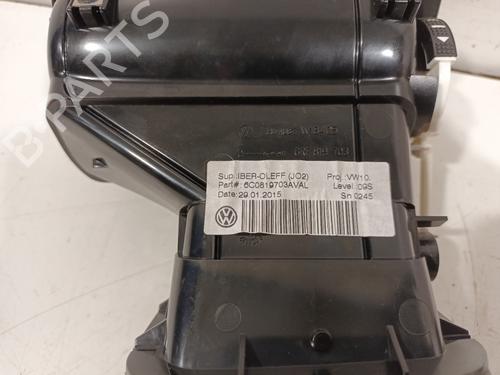 Sup.:IBER-OLEFF (JO2) Proj.:VW10.
Part#: 6C0819703AVAL Level.:09S
Date: 29.01.2015 Sn 0245
B-PARTS